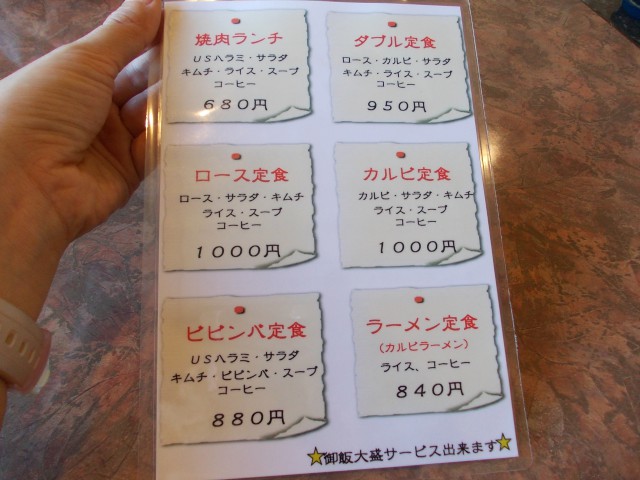 焼肉ランチ
USハラミ・サラダ
キムチ・ライス・スープ
コーヒー
680円
ダブル定食
ロース・カルビ・サラダ
キムチ・ライス・スープ
コーヒー
950円
ロース定食
ロース・サラダ・キムチ
ライス・スープ
コーヒー
1000円
カルビ定食
カルビ・サラダ・キムチ
ライス・スープ
コーヒー
1000円
ビビンバ定食
USハラミ・サラダ
キムチ・ビビンバ・スープ
コーヒー
880円
ラーメン定食
(カルビラーメン)
ライス、コーヒー
840円
御飯大盛サービス出来ます